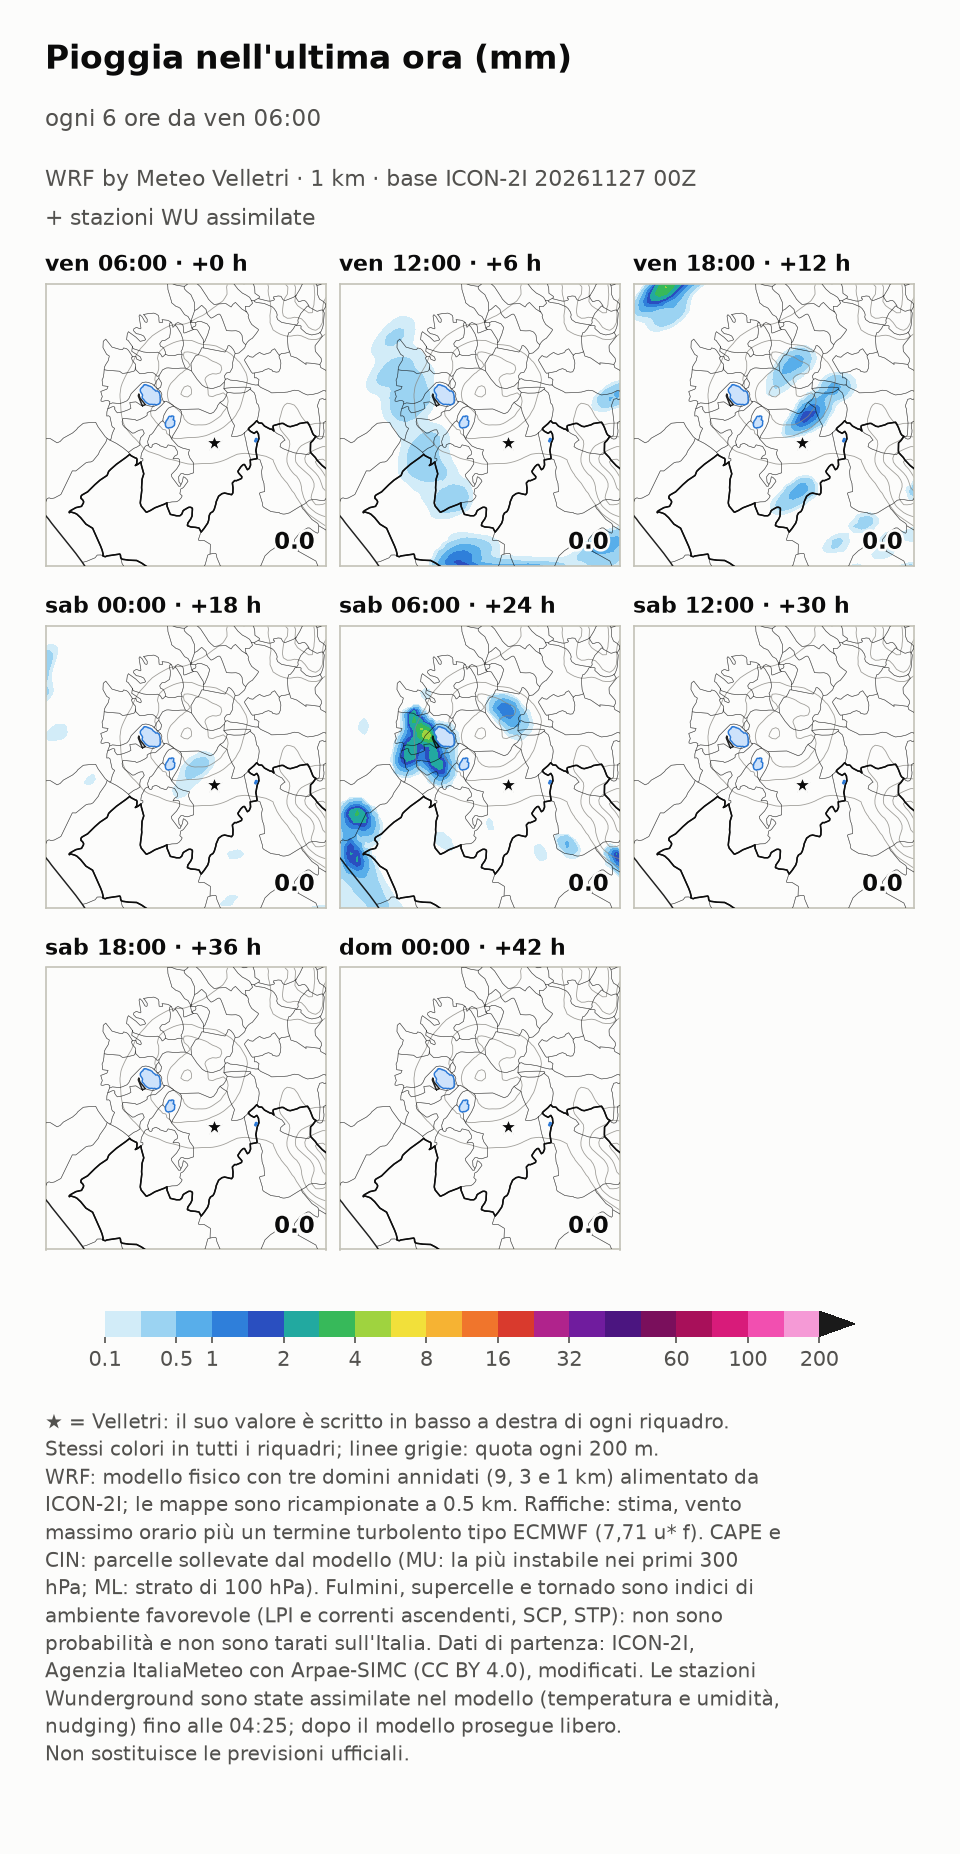 Pioggia nell'ultima ora (mm)
ogni 6 ore da ven 06:00
WRF by Meteo Velletri · 1 km · base ICON-2I 20261127 00Z
+ stazioni WU assimilate
ven 06:00 · +0 h
ven 12:00 · +6 h
ven 18:00 · +12 h
0.0
0.0
0.0
sab 00:00 · +18 h
sab 06:00 · +24 h
sab 12:00 · +30 h
0.0
0.0
0.0
sab 18:00 · +36 h
dom 00:00 · +42 h
0.0
0.0
0.1 0.5 1 2 4 8 16 32 60 100 200
★ = Velletri: il suo valore è scritto in basso a destra di ogni riquadro.
Stessi colori in tutti i riquadri; linee grigie: quota ogni 200 m.
WRF: modello fisico con tre domini annidati (9, 3 e 1 km) alimentato da
ICON-2I; le mappe sono ricampionate a 0.5 km. Raffiche: stima, vento
massimo orario più un termine turbolento tipo ECMWF (7,71 u* f). CAPE e
CIN: parcelle sollevate dal modello (MU: la più instabile nei primi 300
hPa; ML: strato di 100 hPa). Fulmini, supercelle e tornado sono indici di
ambiente favorevole (LPI e correnti ascendenti, SCP, STP): non sono
probabilità e non sono tarati sull'Italia. Dati di partenza: ICON-2I,
Agenzia ItaliaMeteo con Arpae-SIMC (CC BY 4.0), modificati. Le stazioni
Wunderground sono state assimilate nel modello (temperatura e umidità,
nudging) fino alle 04:25; dopo il modello prosegue libero.
Non sostituisce le previsioni ufficiali.